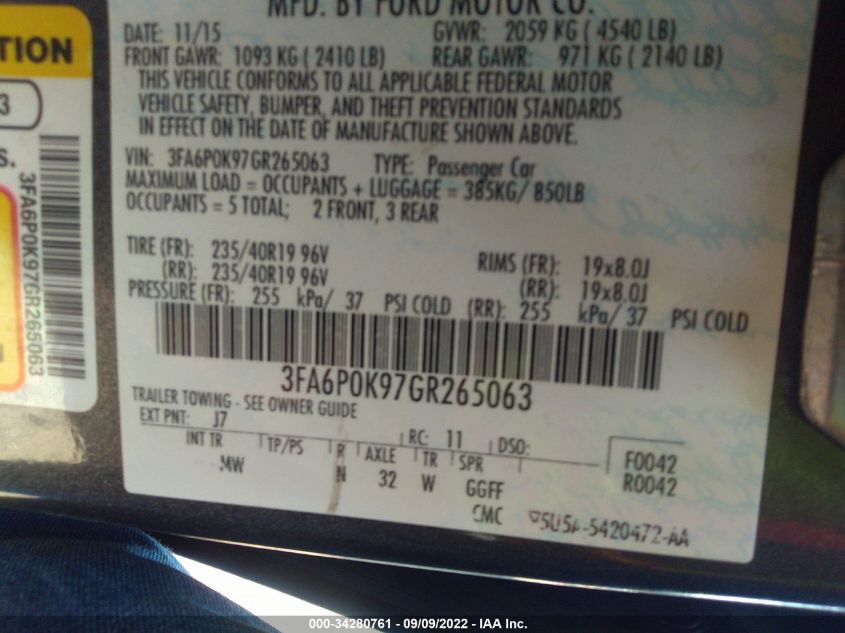 MFD. BY FORD MOTOR CO.
DATE: 11/15 GVWR: 2059 KG ( 4540 LB)
FRONT GAWR: 1093 KG ( 2410 LB) REAR GAWR: 971 KG ( 2140 LB)
THIS VEHICLE CONFORMS TO ALL APPLICABLE FEDERAL MOTOR
VEHICLE SAFETY, BUMPER, AND THEFT PREVENTION STANDARDS
IN EFFECT ON THE DATE OF MANUFACTURE SHOWN ABOVE.
VIN: 3FA6P0K97GR265063 TYPE: Passenger Car
MAXIMUM LOAD = OCCUPANTS + LUGGAGE = 385KG/ 850LB
OCCUPANTS = 5 TOTAL; 2 FRONT, 3 REAR
TIRE (FR): 235/40R19 96V RIMS (FR): 19x8.0J
(RR): 235/40R19 96V (RR): 19x8.0J
PRESSURE (FR): 255 kPa/ 37 PSI COLD (RR): 255 kPa/ 37 PSI COLD
3FA6P0K97GR265063
TRAILER TOWING - SEE OWNER GUIDE
EXT PNT: J7 RC: 11 DSO:
INT TR TP/PS R AXLE TR SPR F0042
MW N 32 W GGFF R0042
CMC 5U5A-5420472-AA
3
S.
3FA6P0K97GR265063
000-34280761 - 09/09/2022 - IAA Inc.